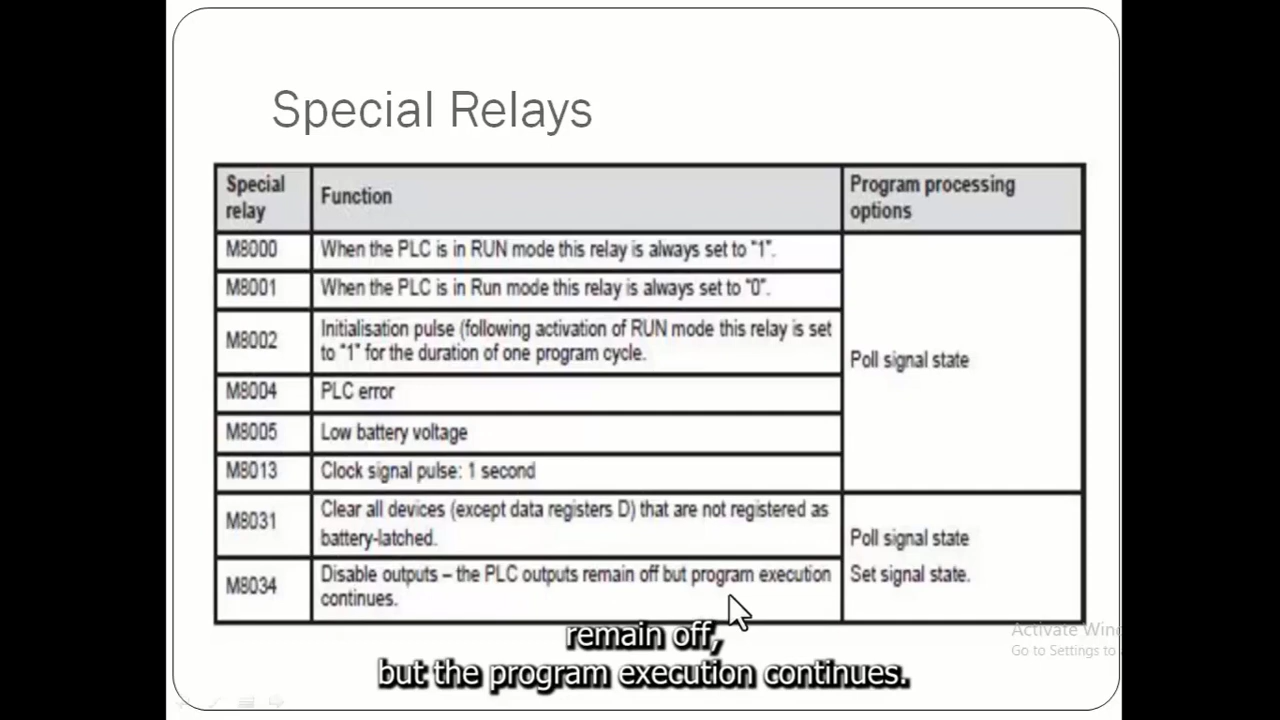 Special Relays
Special
relay
Function
Program processing
options
M8000
When the PLC is in RUN mode this relay is always set to "1".
M8001
When the PLC is in Run mode this relay is always set to "0".
M8002
Initialisation pulse (following activation of RUN mode this relay is set
to "1" for the duration of one program cycle.
M8004
PLC error
M8005
Low battery voltage
M8013
Clock signal pulse: 1 second
Poll signal state
M8031
Clear all devices (except data registers D) that are not registered as
battery-latched.
M8034
Disable outputs – the PLC outputs remain off but program execution
continues.
Poll signal state
Set signal state.
remain off,
but the program execution continues.
Activate Win
Go to Settings to